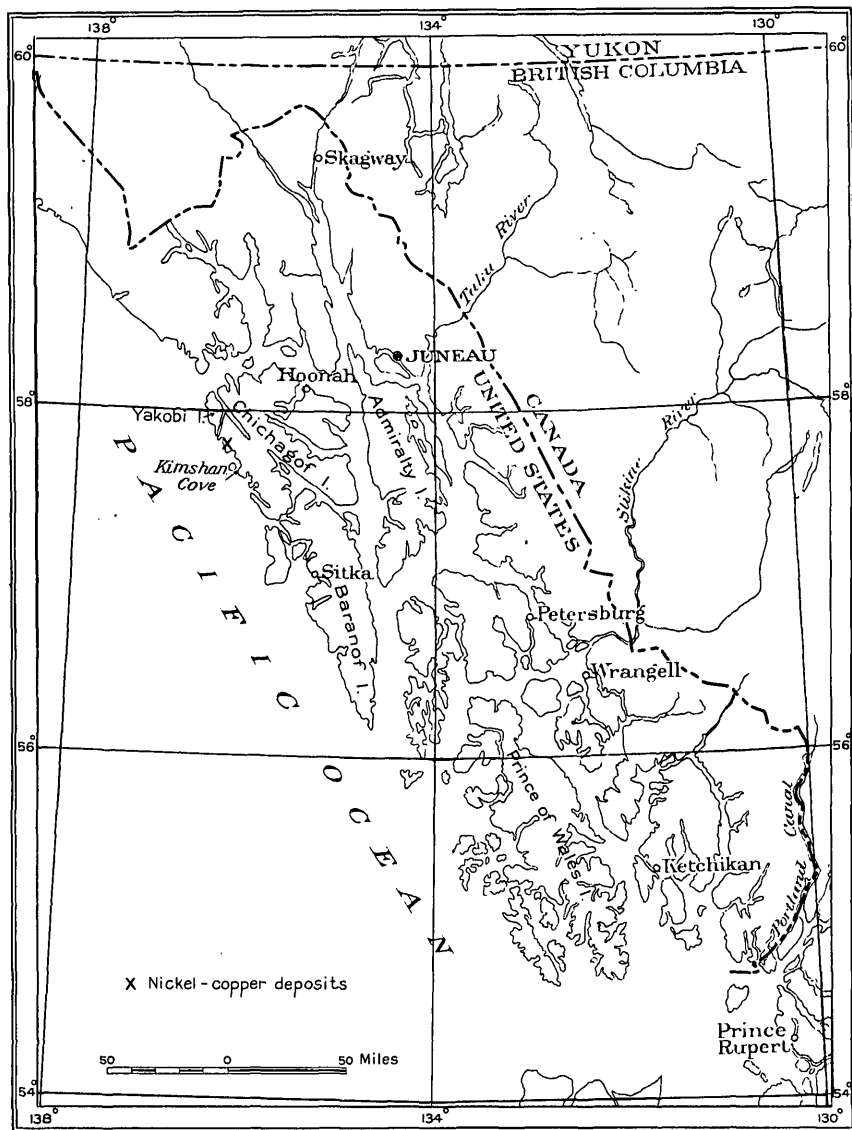 138°
134°
130°
60°
60°
YUKON
BRITISH COLUMBIA
Skagway
Taku River
JUNEAU
Hoonah
58°
58°
CANADA
UNITED STATES
Yakobi I.
Chichagof I.
Admiralty I.
Stikine River
Kimshan
Cove
PACIFIC OCEAN
Sitka
Baranof I.
Petersburg
Wrangell
56°
56°
Prince of Wales I.
Ketchikan
Portland Canal
X Nickel-copper deposits
Prince
Rupert
50 0 50 Miles
54°
54°
138°
134°
130°